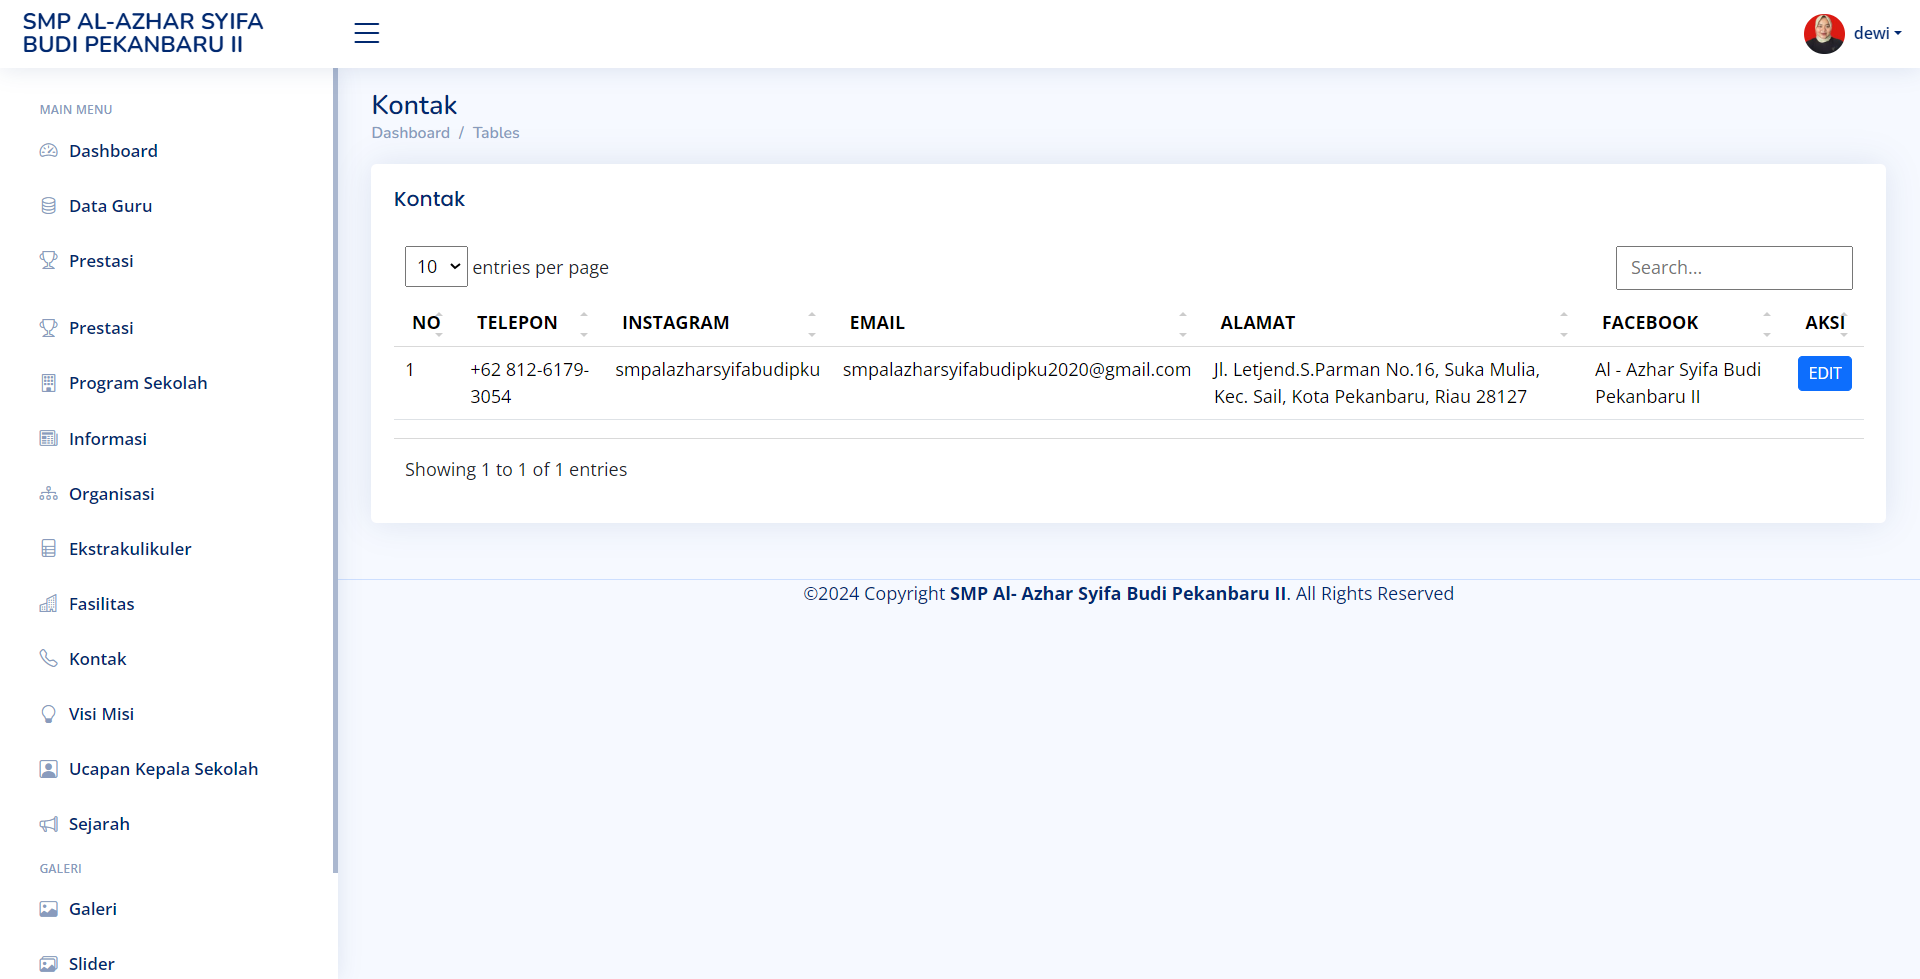 SMP AL-AZHAR SYIFA
BUDI PEKANBARU II
dewi
MAIN MENU
Dashboard
Data Guru
Prestasi
Prestasi
Program Sekolah
Informasi
Organisasi
Ekstrakulikuler
Fasilitas
Kontak
Visi Misi
Ucapan Kepala Sekolah
Sejarah
GALERI
Galeri
Slider
Kontak
Dashboard / Tables
Kontak
10 entries per page
Search...
NO TELEPON INSTAGRAM EMAIL ALAMAT FACEBOOK AKSI
1 +62 812-6179- smpalazharsyifabudipku smpalazharsyifabudipku2020@gmail.com Jl. Letjend.S.Parman No.16, Suka Mulia, Al - Azhar Syifa Budi EDIT
3054 Kec. Sail, Kota Pekanbaru, Riau 28127 Pekanbaru II
Showing 1 to 1 of 1 entries
©2024 Copyright SMP Al- Azhar Syifa Budi Pekanbaru II. All Rights Reserved